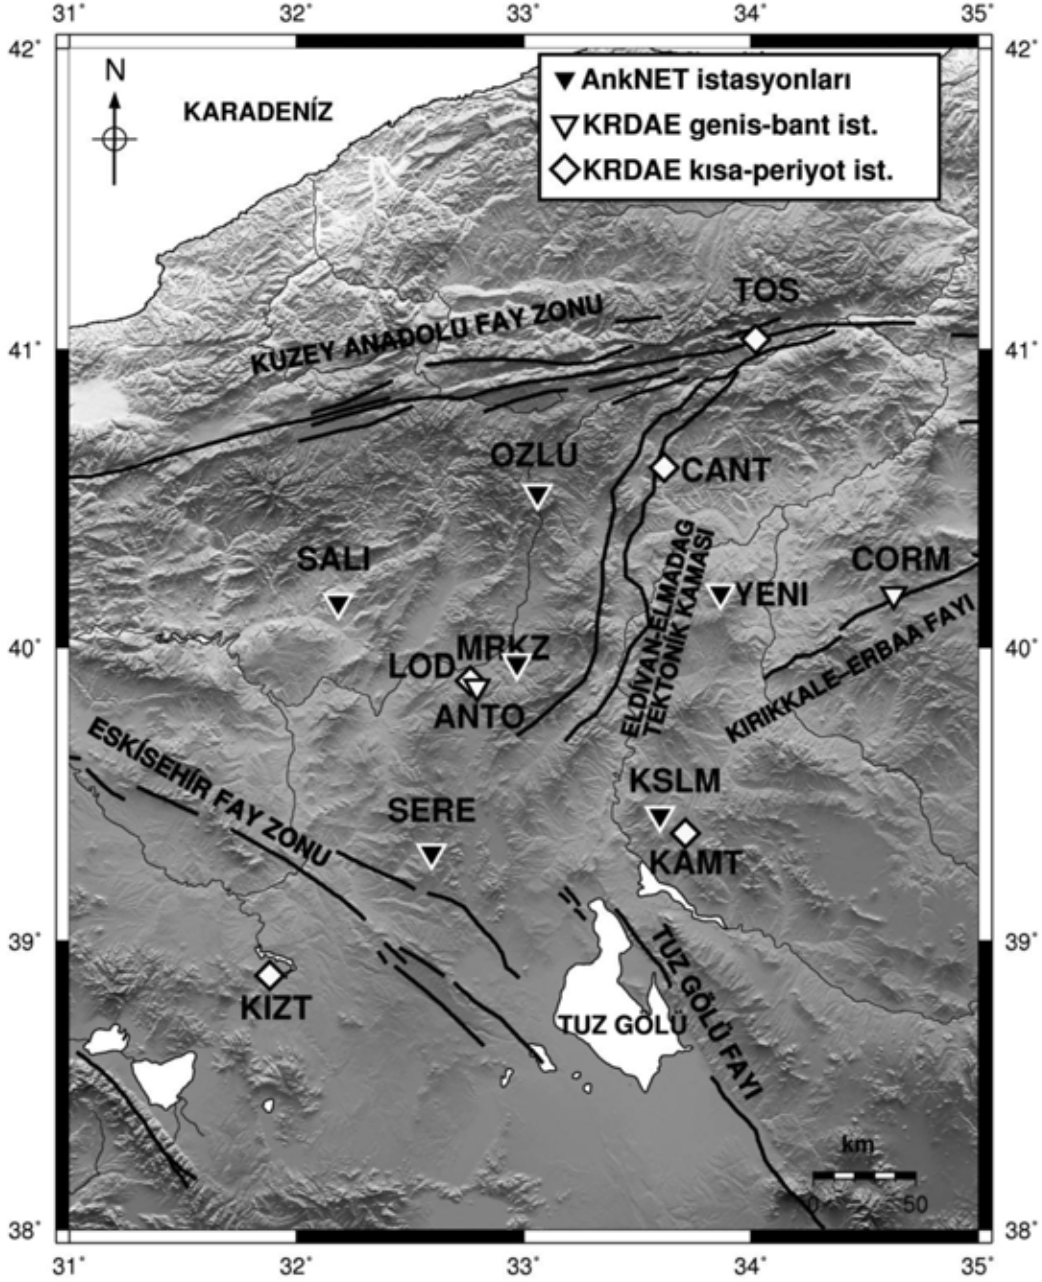 31° 32° 33° 34° 35°
42° 42°
N
KARADENİZ
AnkNET istasyonları
KRDAE genis-bant ist.
KRDAE kısa-periyot ist.
TOS
KUZEY ANADOLU FAY ZONU
41° 41°
OZLU
CANT
SALI
CORM
YENI
ELDIVAN-ELMADAG
TEKTONİK KAMASI
40° 40°
MRKZ
LOD
ANTO
KIRIKKALE-ERBAA FAYI
ESKİSEHİR FAY ZONU
KSLM
SERE
KAMT
39° 39°
KIZT
TUZ GÖLÜ
TUZ GÖLÜ FAYI
km
0 50
38° 38°
31° 32° 33° 34° 35°